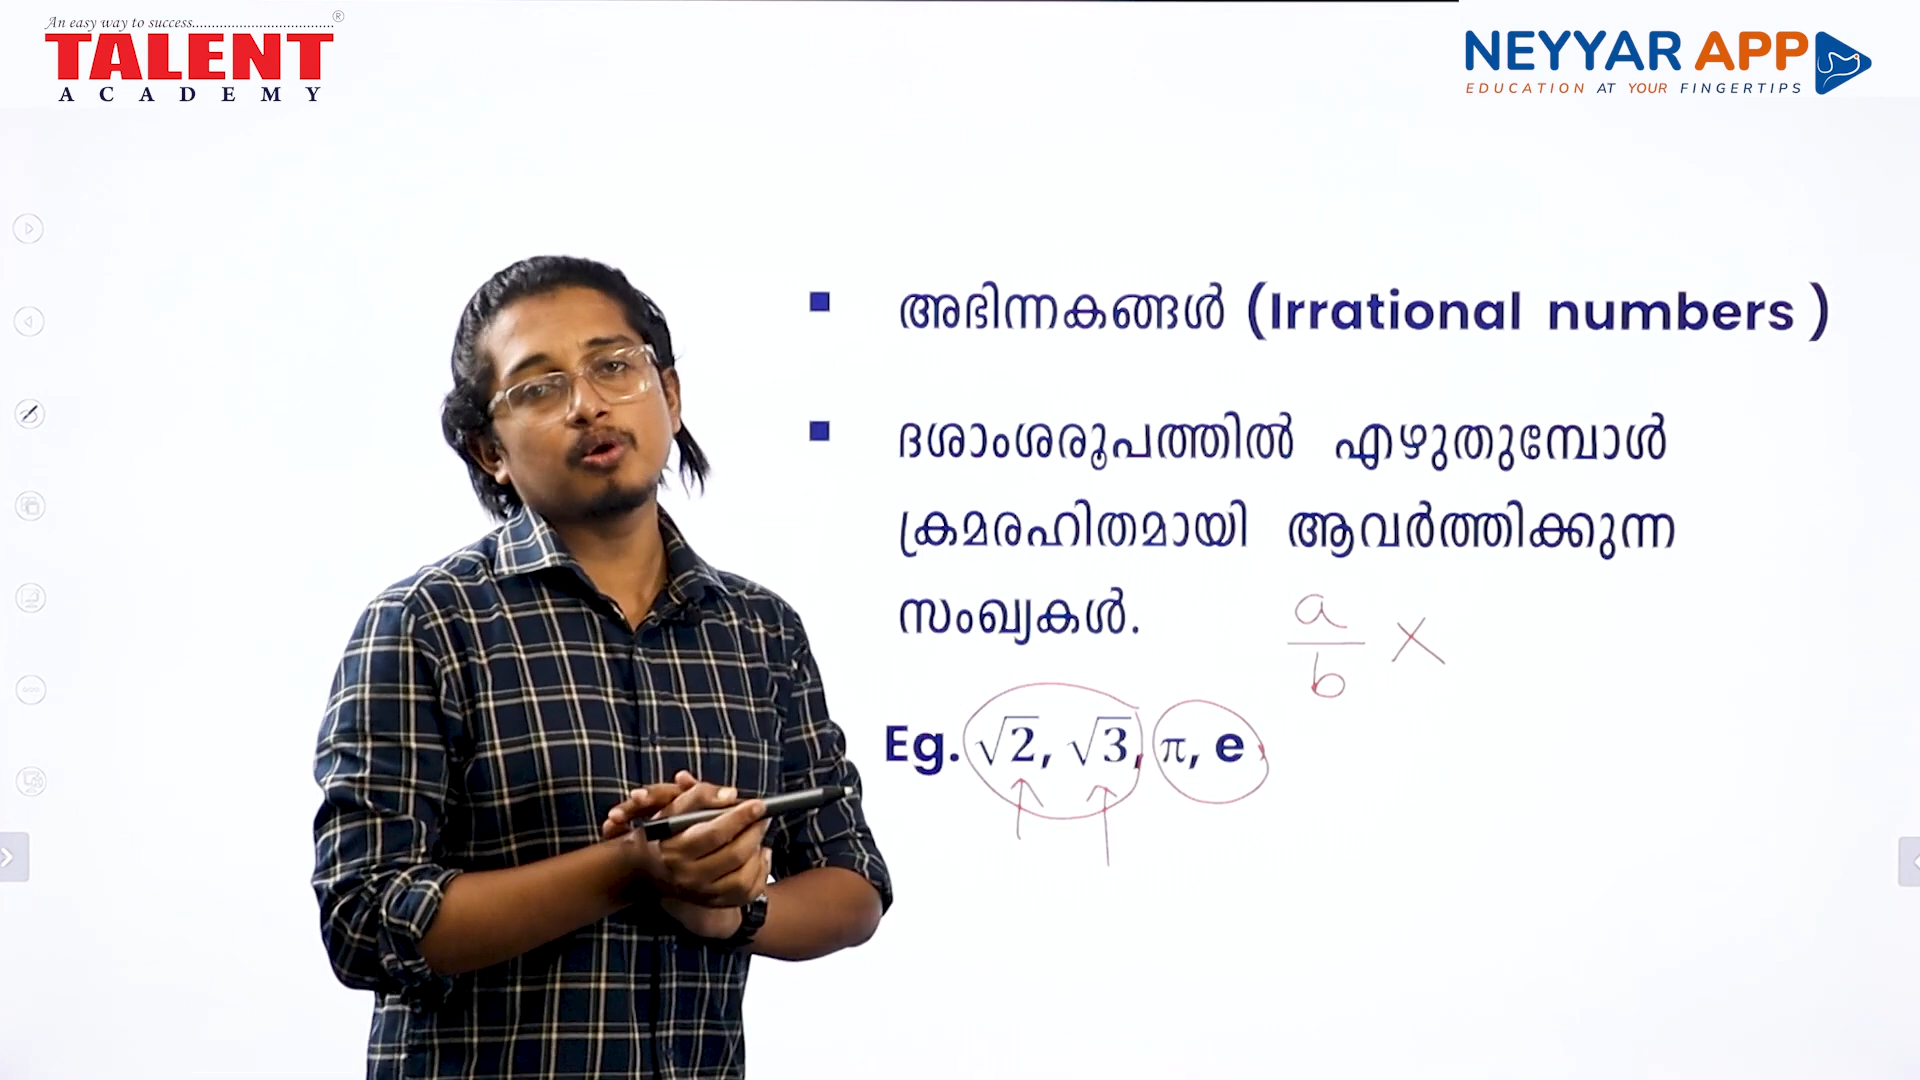 An easy way to success.................................... ®
TALENT
ACADEMY
NEYYAR APP
EDUCATION AT YOUR FINGERTIPS
■ അഭിന്നകങ്ങൾ (Irrational numbers )
■ ദശാംശരൂപത്തിൽ എഴുതുമ്പോൾ
ക്രമരഹിതമായി ആവർത്തിക്കുന്ന
സംഖ്യകൾ.
a/b ×
Eg. √2, √3, π, e